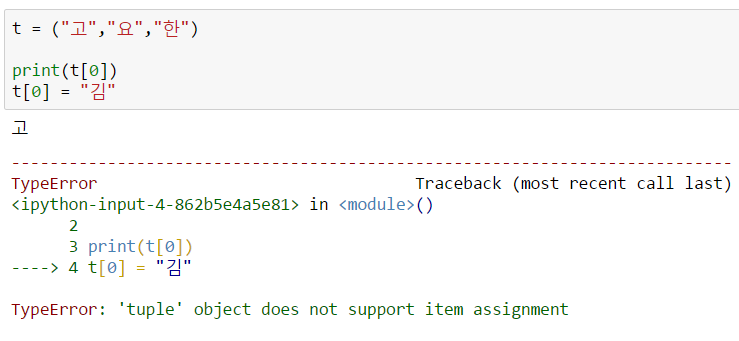 t = ("고","요","한")
print(t[0])
t[0] = "김"
고
---------------------------------------------------------------------------
TypeError Traceback (most recent call last)
<ipython-input-4-862b5e4a5e81> in <module>()
2
3 print(t[0])
----> 4 t[0] = "김"
TypeError: 'tuple' object does not support item assignment